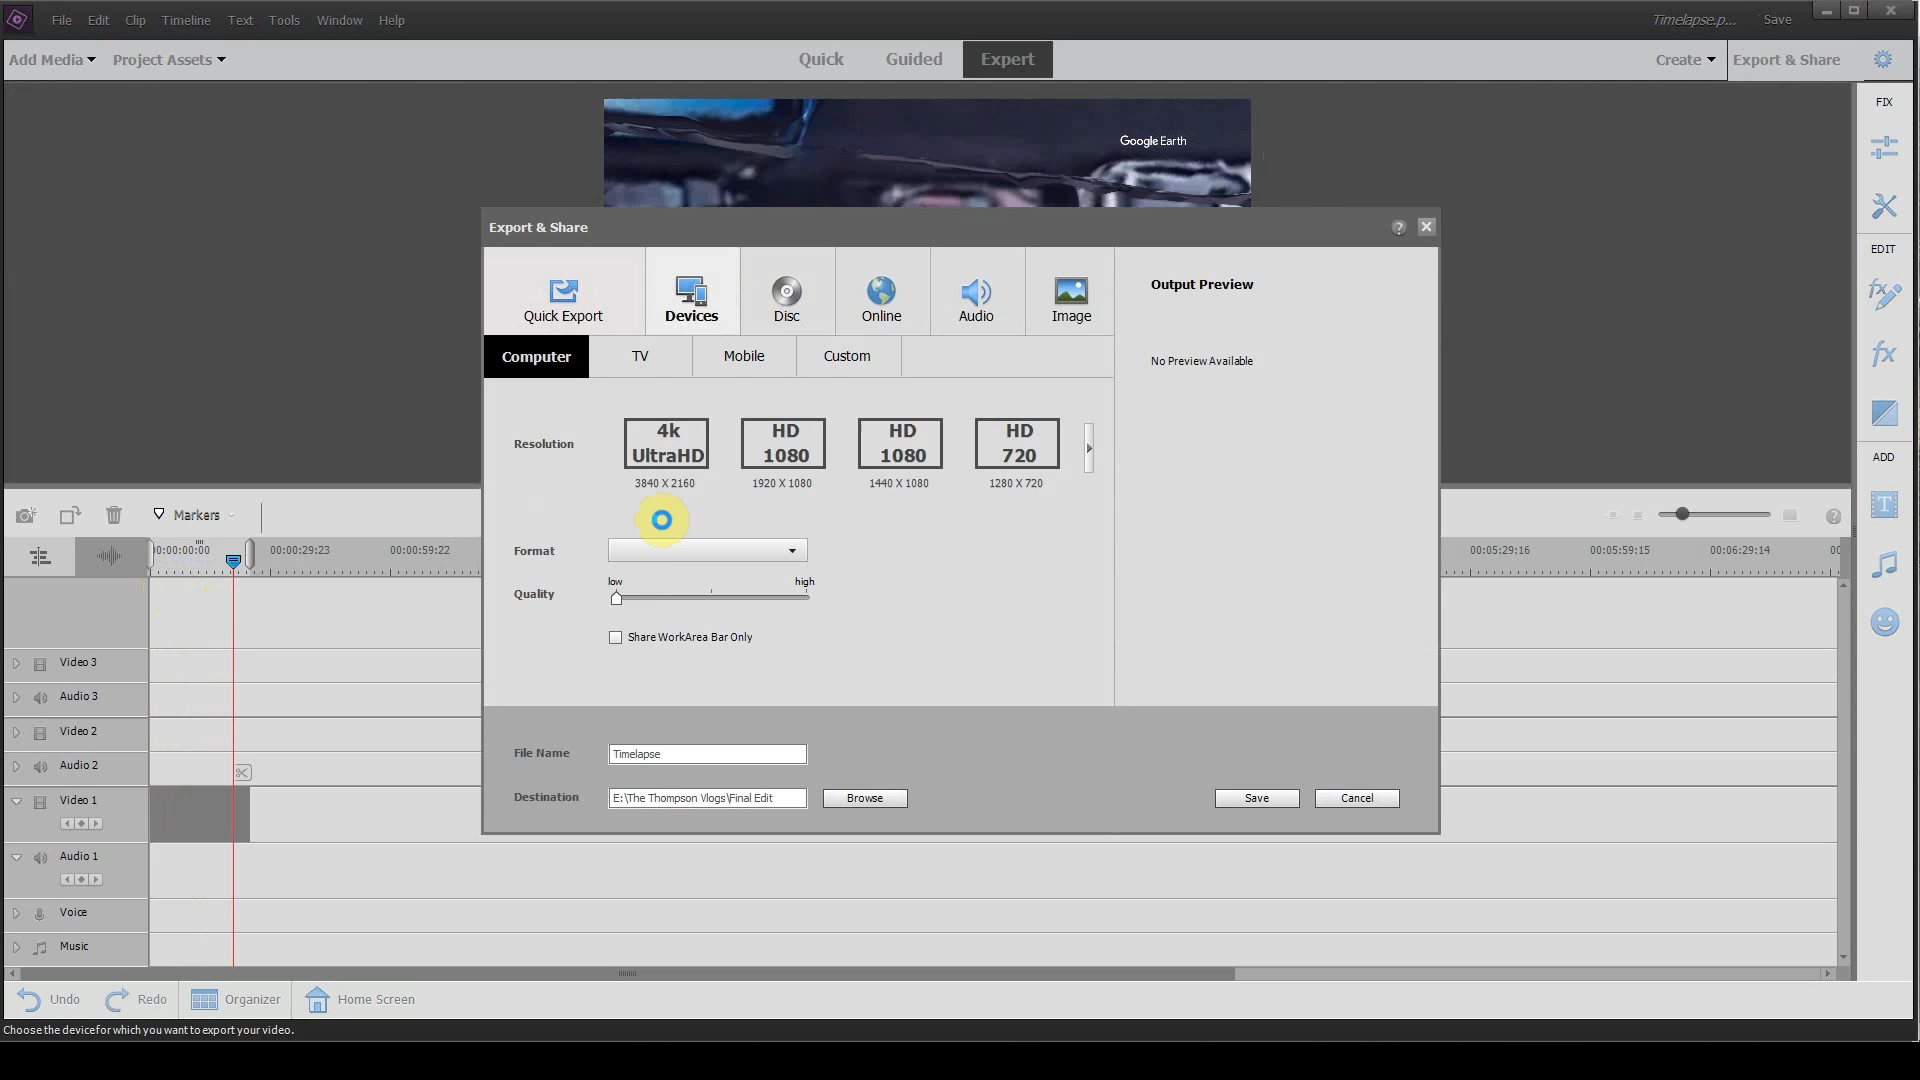 File Edit Clip Timeline Text Tools Window Help Timelapse.p... Save
Add Media Project Assets Quick Guided Expert Create Export & Share
FIX
Google Earth
Export & Share
EDIT
Quick Export Devices Disc Online Audio Image
Output Preview
Computer TV Mobile Custom
No Preview Available
Resolution
4k UltraHD
HD 1080
HD 1080
HD 720
3840 X 2160 1920 X 1080 1440 X 1080 1280 X 720
ADD
Markers
00:00:00:00 00:00:29:23 00:00:59:22 00:05:29:16 00:05:59:15 00:06:29:14 00
Format
low high
Quality
Share WorkArea Bar Only
Video 3
Audio 3
Video 2
Audio 2
Video 1
Audio 1
Voice
Music
File Name Timelapse
Destination E:\The Thompson Vlogs\Final Edit Browse Save Cancel
Undo Redo Organizer Home Screen
Choose the device for which you want to export your video.